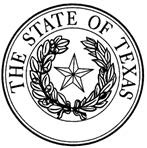 THE STATE OF TEXAS